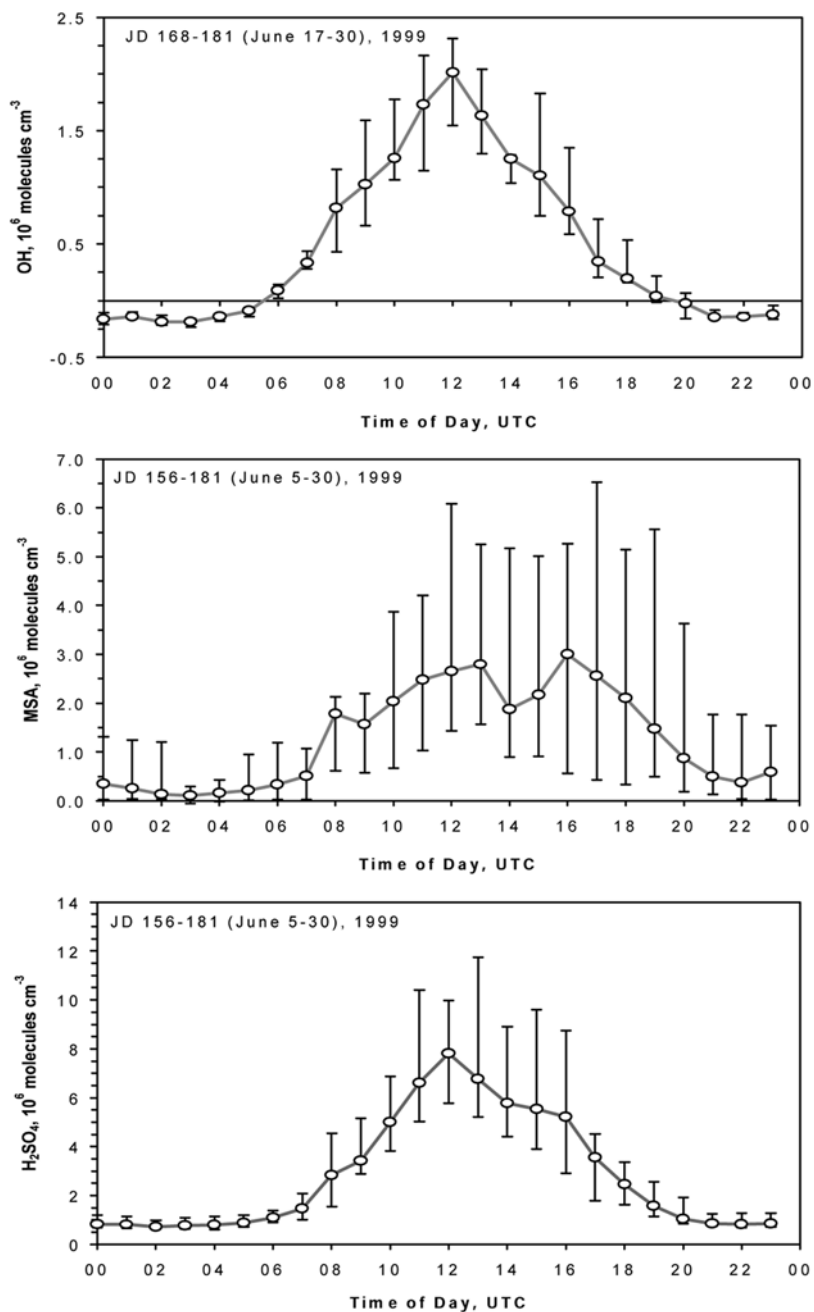 JD 168-181 (June 17-30), 1999
OH, 10⁶ molecules cm⁻³
2.5
1.5
0.5
-0.5
00 02 04 06 08 10 12 14 16 18 20 22 00
Time of Day, UTC
JD 156-181 (June 5-30), 1999
MSA, 10⁶ molecules cm⁻³
7.0
6.0
5.0
4.0
3.0
2.0
1.0
0.0
00 02 04 06 08 10 12 14 16 18 20 22 00
Time of Day, UTC
JD 156-181 (June 5-30), 1999
H₂SO₄, 10⁶ molecules cm⁻³
14
12
10
8
6
4
2
0
00 02 04 06 08 10 12 14 16 18 20 22 00
Time of Day, UTC